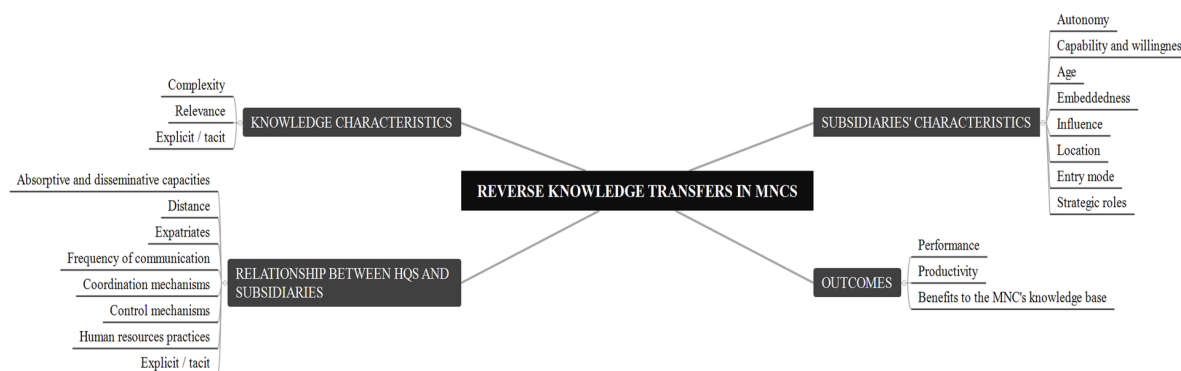 REVERSE KNOWLEDGE TRANSFERS IN MNCS
KNOWLEDGE CHARACTERISTICS
Complexity
Relevance
Explicit / tacit
RELATIONSHIP BETWEEN HQS AND
SUBSIDIARIES
Absorptive and disseminative capacities
Distance
Expatriates
Frequency of communication
Coordination mechanisms
Control mechanisms
Human resources practices
Explicit / tacit
SUBSIDIARIES' CHARACTERISTICS
Autonomy
Capability and willingnes
Age
Embeddedness
Influence
Location
Entry mode
Strategic roles
OUTCOMES
Performance
Productivity
Benefits to the MNC's knowledge base